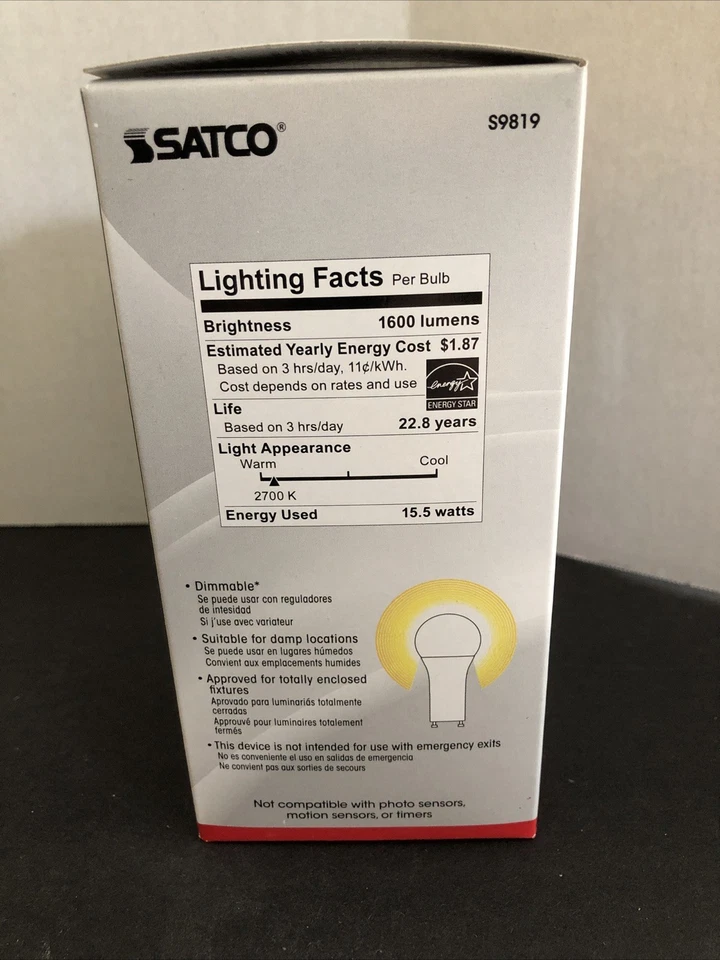 SATCO®
S9819
Lighting Facts Per Bulb
Brightness 1600 lumens
Estimated Yearly Energy Cost $1.87
Based on 3 hrs/day, 11¢/kWh.
Cost depends on rates and use
energy
ENERGY STAR
Life
Based on 3 hrs/day 22.8 years
Light Appearance
Warm Cool
2700 K
Energy Used 15.5 watts
• Dimmable*
Se puede usar con reguladores
de intesidad
Si j'use avec variateur
• Suitable for damp locations
Se puede usar en lugares húmedos
Convient aux emplacements humides
• Approved for totally enclosed
fixtures
Aprovado para luminariás totalmente
cerradas
Approuvé pour luminaires totalement
fermés
• This device is not intended for use with emergency exits
No es conveniente el uso en salidas de emergencia
Ne convient pas aux sorties de secours
Not compatible with photo sensors,
motion sensors, or timers